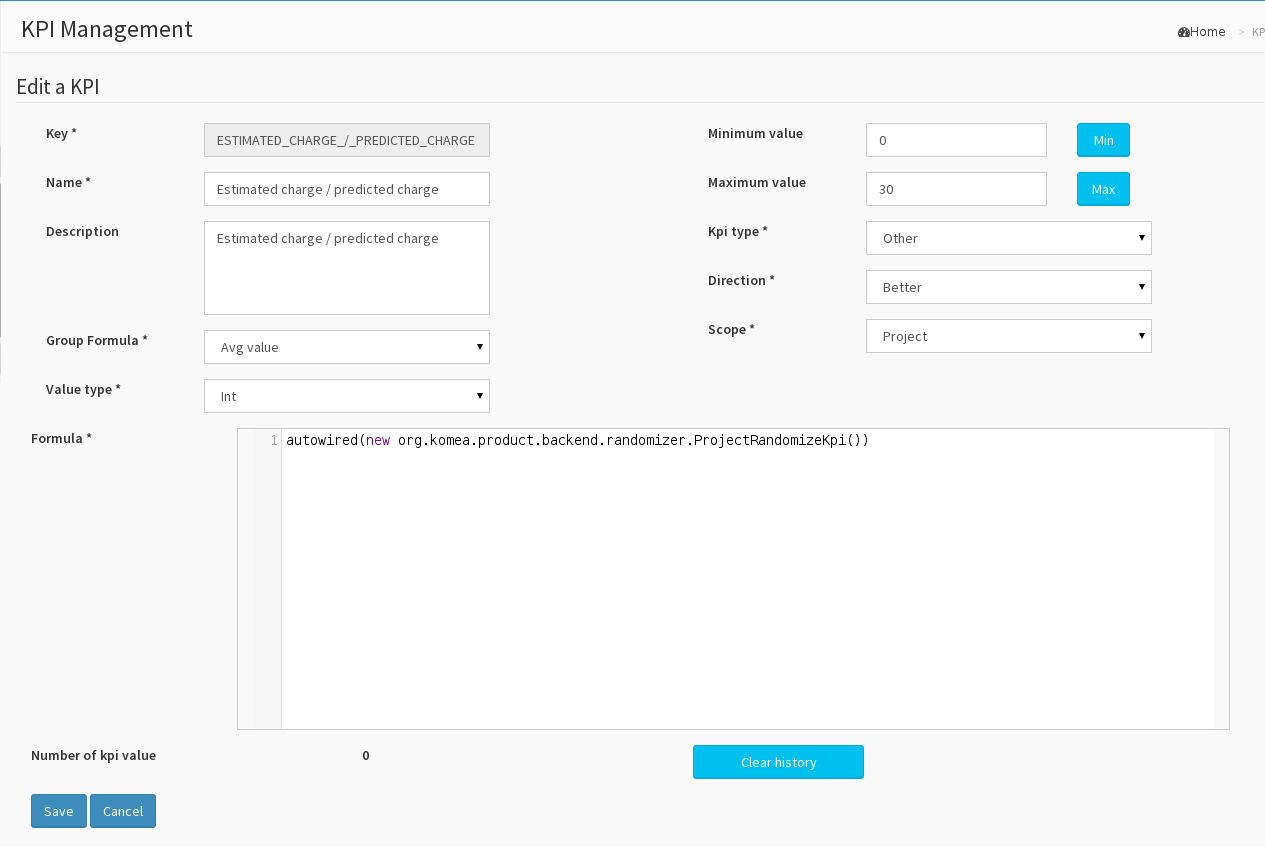 KPI Management
Home > KP
Edit a KPI
Key *
ESTIMATED_CHARGE_/_PREDICTED_CHARGE
Name *
Estimated charge / predicted charge
Description
Estimated charge / predicted charge
Group Formula *
Avg value
Value type *
Int
Minimum value
0
Min
Maximum value
30
Max
Kpi type *
Other
Direction *
Better
Scope *
Project
Formula *
1 autowired(new org.komea.product.backend.randomizer.ProjectRandomizeKpi())
Number of kpi value
0
Clear history
Save
Cancel